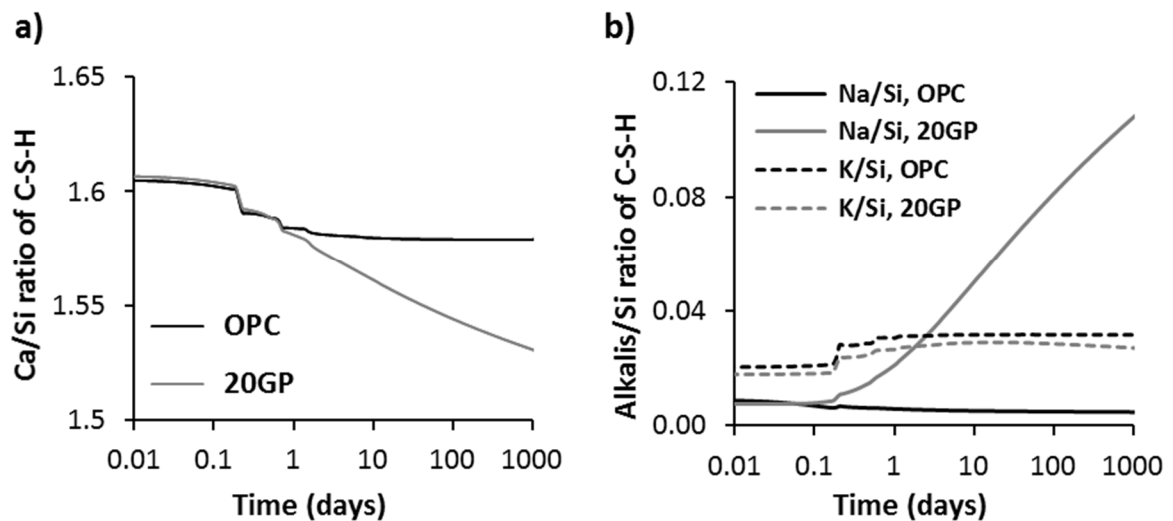 a)
Ca/Si ratio of C-S-H
1.65
1.6
1.55
1.5
OPC
20GP
0.01 0.1 1 10 100 1000
Time (days)
b)
Alkalis/Si ratio of C-S-H
0.12
0.08
0.04
0.00
Na/Si, OPC
Na/Si, 20GP
K/Si, OPC
K/Si, 20GP
0.01 0.1 1 10 100 1000
Time (days)